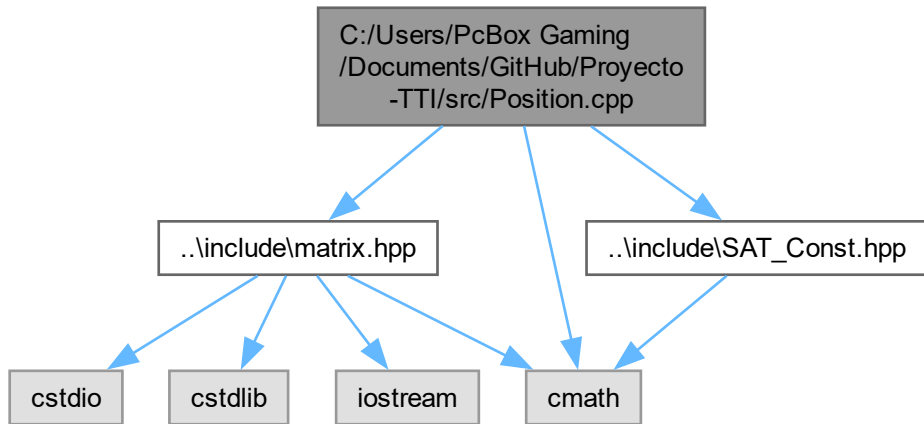 C:/Users/PcBox Gaming
/Documents/GitHub/Proyecto
-TTI/src/Position.cpp
..\include\matrix.hpp
..\include\SAT_Const.hpp
cstdio
cstdlib
iostream
cmath